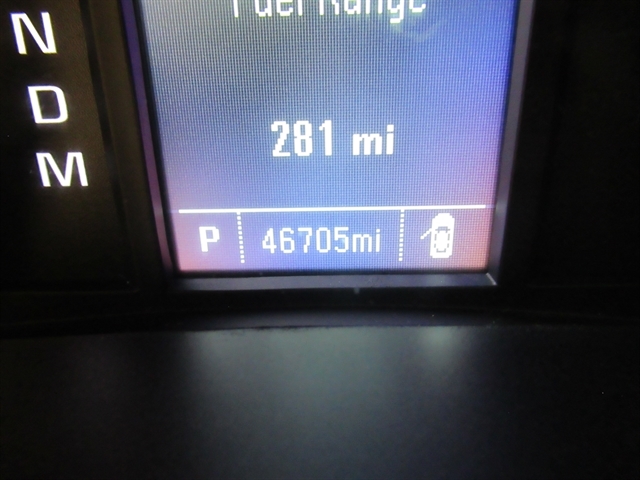 Fuel Range
N
D
281 mi
M
P 46705mi